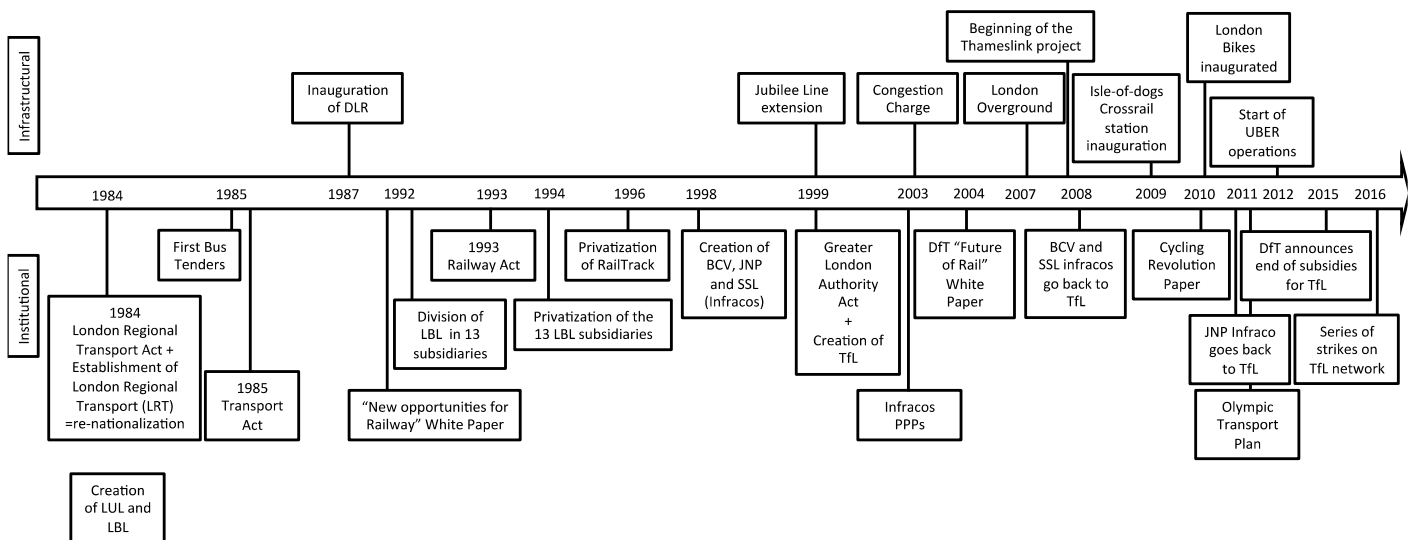 Infrastructural
Inauguration
of DLR
Jubilee Line
extension
Congestion
Charge
London
Overground
Beginning of the
Thameslink project
Isle-of-dogs
Crossrail
station
inauguration
London
Bikes
inaugurated
Start of
UBER
operations
1984
1985
1987
1992
1993
1994
1996
1998
1999
2003
2004
2007
2008
2009
2010
2011
2012
2015
2016
Institutional
1984
London Regional
Transport Act +
Establishment of
London Regional
Transport (LRT)
=re-nationalization
Creation
of LUL and
LBL
First Bus
Tenders
1985
Transport
Act
“New opportunities for
Railway” White Paper
Division of
LBL in 13
subsidiaries
1993
Railway Act
Privatization of the
13 LBL subsidiaries
Privatization
of RailTrack
Creation of
BCV, JNP
and SSL
(Infracos)
Greater
London
Authority
Act
+
Creation of
TfL
Infracos
PPPs
DfT “Future
of Rail”
White
Paper
BCV and
SSL infracos
go back to
TfL
Cycling
Revolution
Paper
JNP Infraco
goes back
to TfL
Olympic
Transport
Plan
DfT announces
end of subsidies
for TfL
Series of
strikes on
TfL network